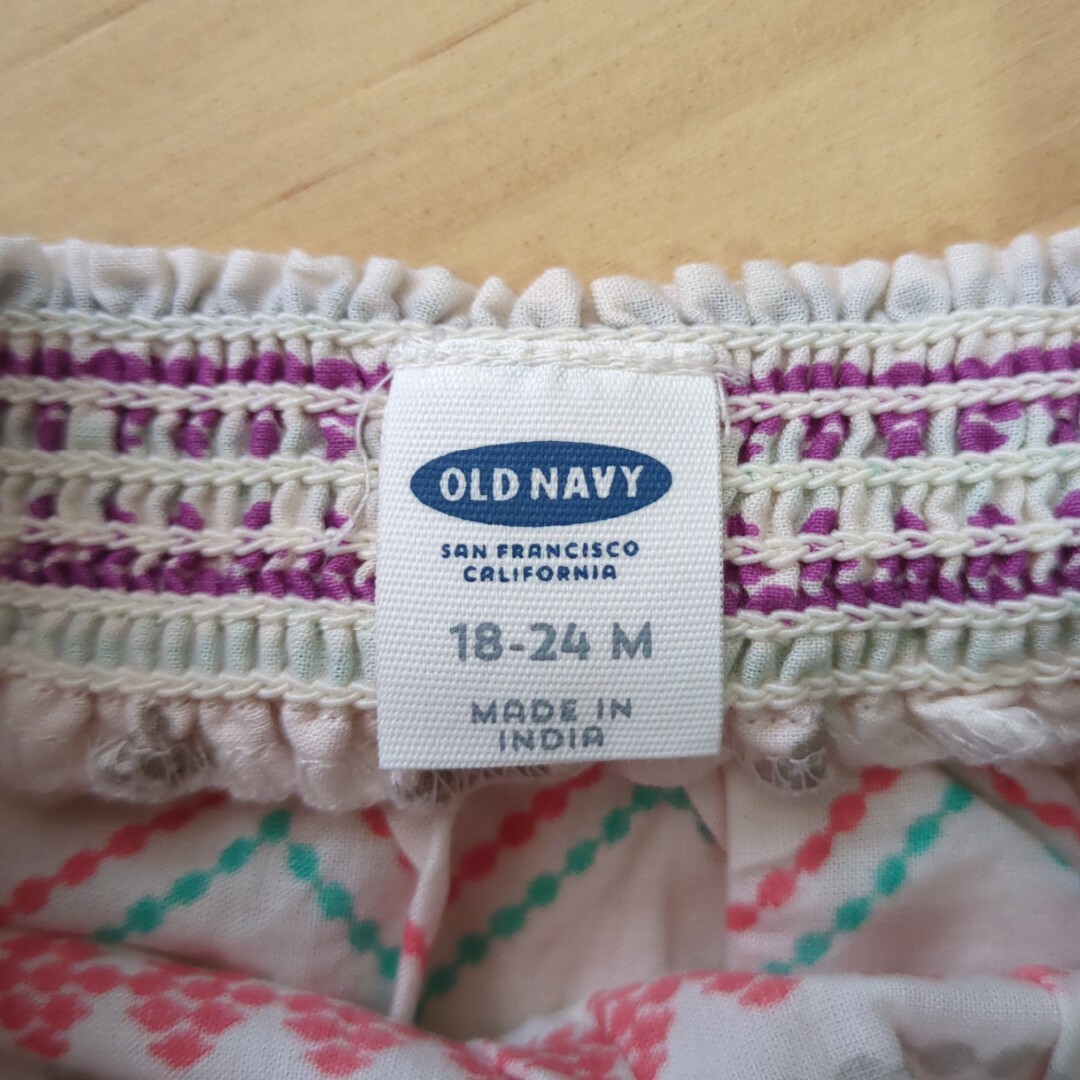 OLD NAVY
SAN FRANCISCO
CALIFORNIA
18-24 M
MADE IN
INDIA